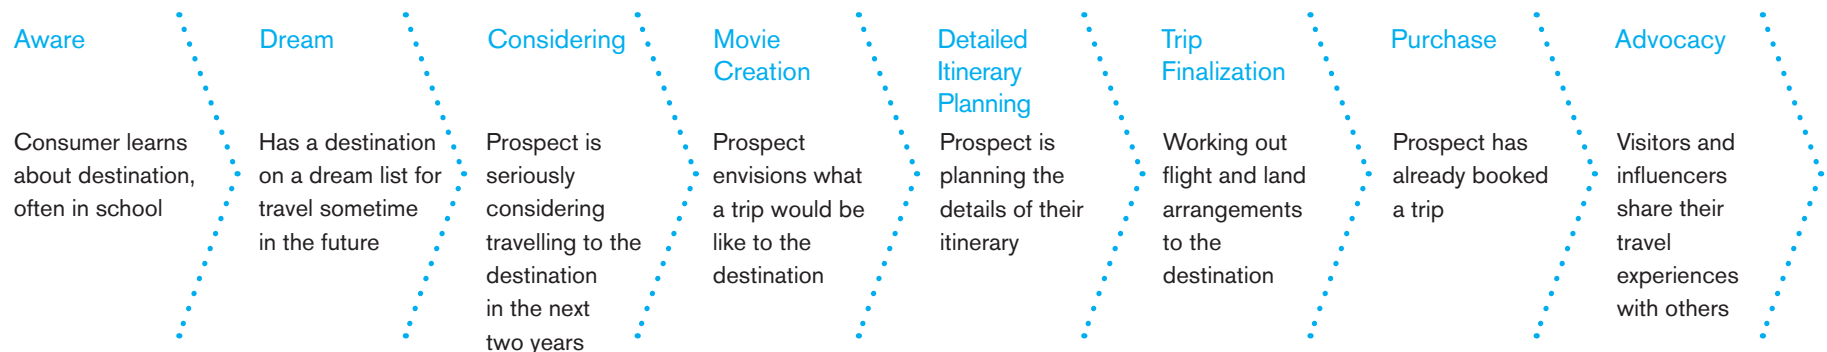 Aware
Consumer learns
about destination,
often in school
Dream
Has a destination
on a dream list for
travel sometime
in the future
Considering
Prospect is
seriously
considering
travelling to the
destination
in the next
two years
Movie
Creation
Prospect
envisions what
a trip would be
like to the
destination
Detailed
Itinerary
Planning
Prospect is
planning the
details of their
itinerary
Trip
Finalization
Working out
flight and land
arrangements
to the
destination
Purchase
Prospect has
already booked
a trip
Advocacy
Visitors and
influencers
share their
travel
experiences
with others